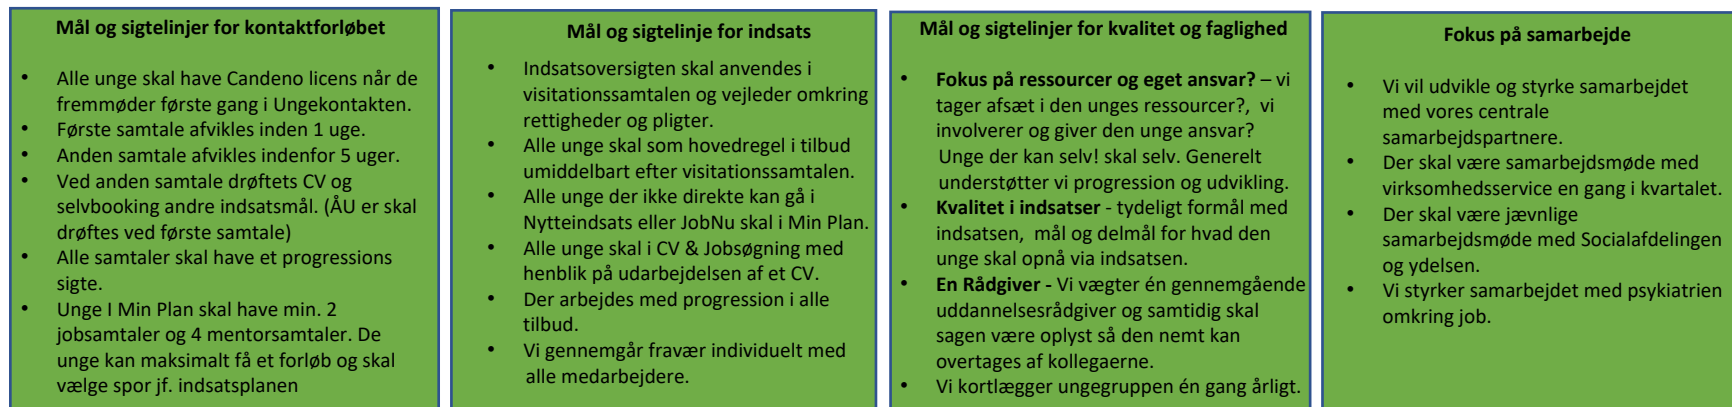 Mål og sigtelinjer for kontaktforløbet
• Alle unge skal have Candeno licens når de
fremmøder første gang i Ungekontakten.
• Første samtale afvikles inden 1 uge.
• Anden samtale afvikles indenfor 5 uger.
• Ved anden samtale drøftets CV og
selvbooking andre indsatsmål. (ÅU er skal
drøftes ved første samtale)
• Alle samtaler skal have et progressions
sigte.
• Unge I Min Plan skal have min. 2
jobsamtaler og 4 mentorsamtaler. De
unge kan maksimalt få et forløb og skal
vælge spor jf. indsatsplanen
Mål og sigtelinje for indsats
• Indsatsoversigten skal anvendes i
visitationssamtalen og vejleder omkring
rettigheder og pligter.
• Alle unge skal som hovedregel i tilbud
umiddelbart efter visitationssamtalen.
• Alle unge der ikke direkte kan gå i
Nytteindsats eller JobNu skal i Min Plan.
• Alle unge skal i CV & Jobsøgning med
henblik på udarbejdelsen af et CV.
• Der arbejdes med progression i alle
tilbud.
• Vi gennemgår fravær individuelt med
alle medarbejdere.
Mål og sigtelinjer for kvalitet og faglighed
• Fokus på ressourcer og eget ansvar? – vi
tager afsæt i den unges ressourcer?, vi
involverer og giver den unge ansvar?
Unge der kan selv! skal selv. Generelt
understøtter vi progression og udvikling.
• Kvalitet i indsatser - tydeligt formål med
indsatsen, mål og delmål for hvad den
unge skal opnå via indsatsen.
• En Rådgiver - Vi vægter én gennemgående
uddannelsesrådgiver og samtidig skal
sagen være oplyst så den nemt kan
overtages af kollegaerne.
• Vi kortlægger ungegruppen én gang årligt.
Fokus på samarbejde
• Vi vil udvikle og styrke samarbejdet
med vores centrale
samarbejdspartnere.
• Der skal være samarbejdsmøde med
virksomhedsservice en gang i kvartalet.
• Der skal være jævnlige
samarbejdsmøde med Socialafdelingen
og ydelsen.
• Vi styrker samarbejdet med psykiatrien
omkring job.